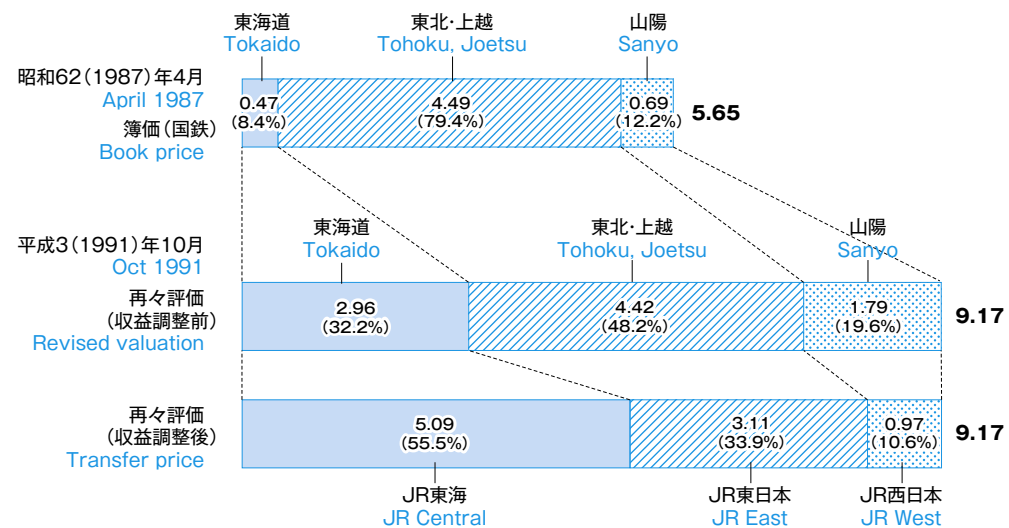 東海道
Tokaido
東北・上越
Tohoku, Joetsu
山陽
Sanyo
昭和62（1987）年4月
April 1987
簿価（国鉄）
Book price
0.47
(8.4%)
4.49
(79.4%)
0.69
(12.2%)
5.65
東海道
Tokaido
東北・上越
Tohoku, Joetsu
山陽
Sanyo
平成3（1991）年10月
Oct 1991
再々評価
（収益調整前）
Revised valuation
2.96
(32.2%)
4.42
(48.2%)
1.79
(19.6%)
9.17
再々評価
（収益調整後）
Transfer price
5.09
(55.5%)
3.11
(33.9%)
0.97
(10.6%)
9.17
JR東海
JR Central
JR東日本
JR East
JR西日本
JR West